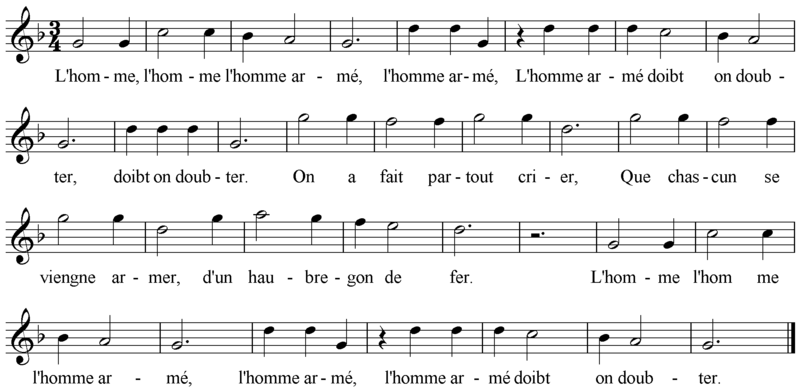 L'hom - me, l'hom - me l'homme ar - mé, l'homme ar - mé, L'homme ar - mé doibt on doub -
ter, doibt on doub - ter. On a fait par - tout cri - er, Que chas - cun se
viengne ar - mer, d'un hau - bre - gon de fer. L'hom - me l'hom me
l'homme ar - mé, l'homme ar - mé, l'homme ar - mé doibt on doub - ter.